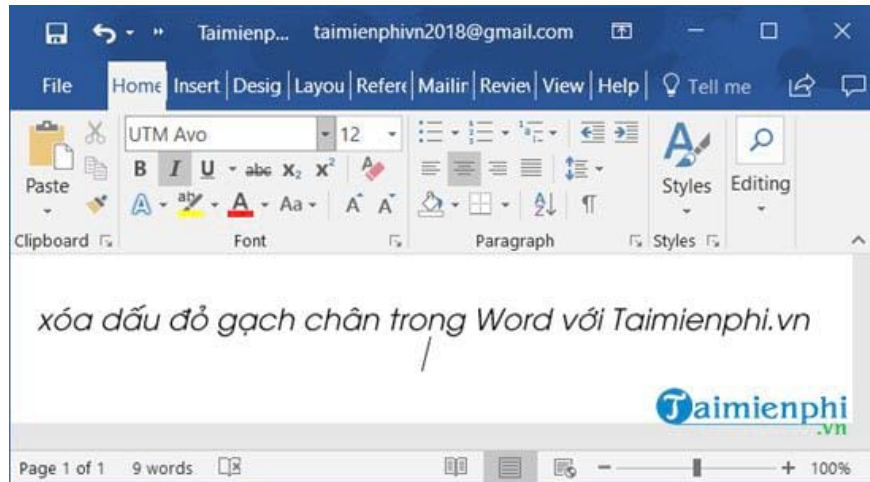 Taimienp... taimienphivn2018@gmail.com
File Home Insert Desig Layou Refere Mailin Review View Help Tell me
UTM Avo 12
B I U abc X₂ X²
Paste Styles Editing
ab A Aa A A
Clipboard Font Paragraph Styles
xóa dấu đỏ gạch chân trong Word với Taimienphi.vn
Taimienphi
.vn
Page 1 of 1 9 words 100%